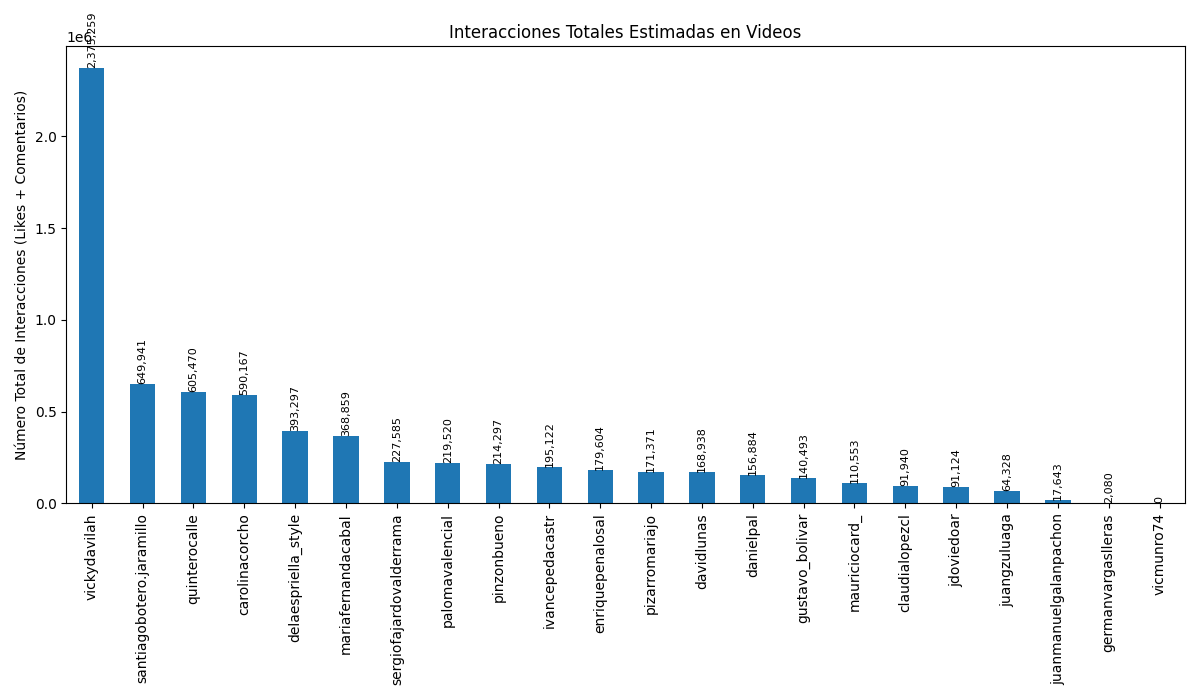 Interacciones Totales Estimadas en Videos
1e6
Número Total de Interacciones (Likes + Comentarios)
2.0
1.5
1.0
0.5
0.0
649,941
605,470
590,167
393,297
368,859
227,585
219,520
214,297
195,122
179,604
171,371
168,938
156,884
140,493
110,553
91,940
91,124
64,328
17,643
2,080
0
vickydavilah
santiagobotero.jaramillo
quinterocalle
carolinacorcho
delaespriella_style
mariafernandacabal
sergiofajardovalderrama
palomavalencial
pinzonbueno
ivancepedacastr
enriquepenalosal
pizarromariajo
davidlunas
danielpal
gustavo_bolivar
mauriciocard_
claudialopezcl
jdoviedoar
juangzuluaga
juanmanuelgalanpachon
germanvargaslleras
vicmunro74